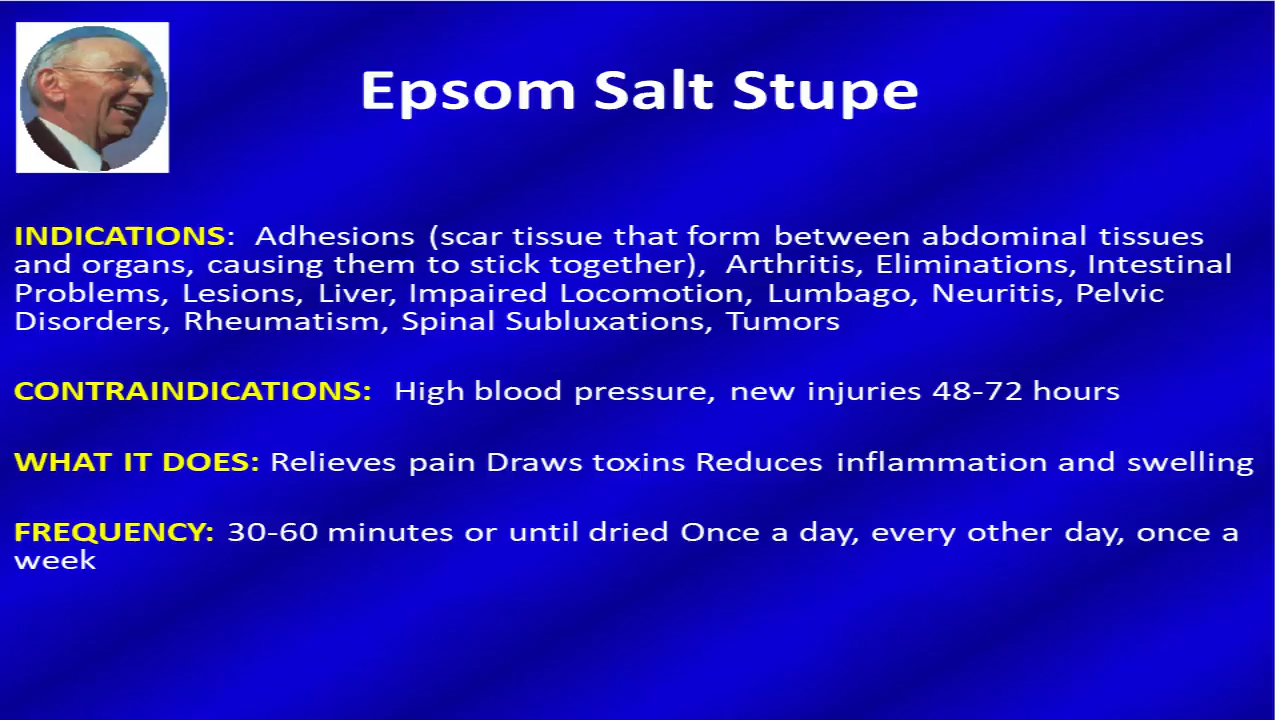 Epsom Salt Stupe
INDICATIONS:  Adhesions (scar tissue that form between abdominal tissues
and organs, causing them to stick together),  Arthritis, Eliminations, Intestinal
Problems, Lesions, Liver, Impaired Locomotion, Lumbago, Neuritis, Pelvic
Disorders, Rheumatism, Spinal Subluxations, Tumors
CONTRAINDICATIONS:  High blood pressure, new injuries 48-72 hours
WHAT IT DOES: Relieves pain Draws toxins Reduces inflammation and swelling
FREQUENCY: 30-60 minutes or until dried Once a day, every other day, once a
week